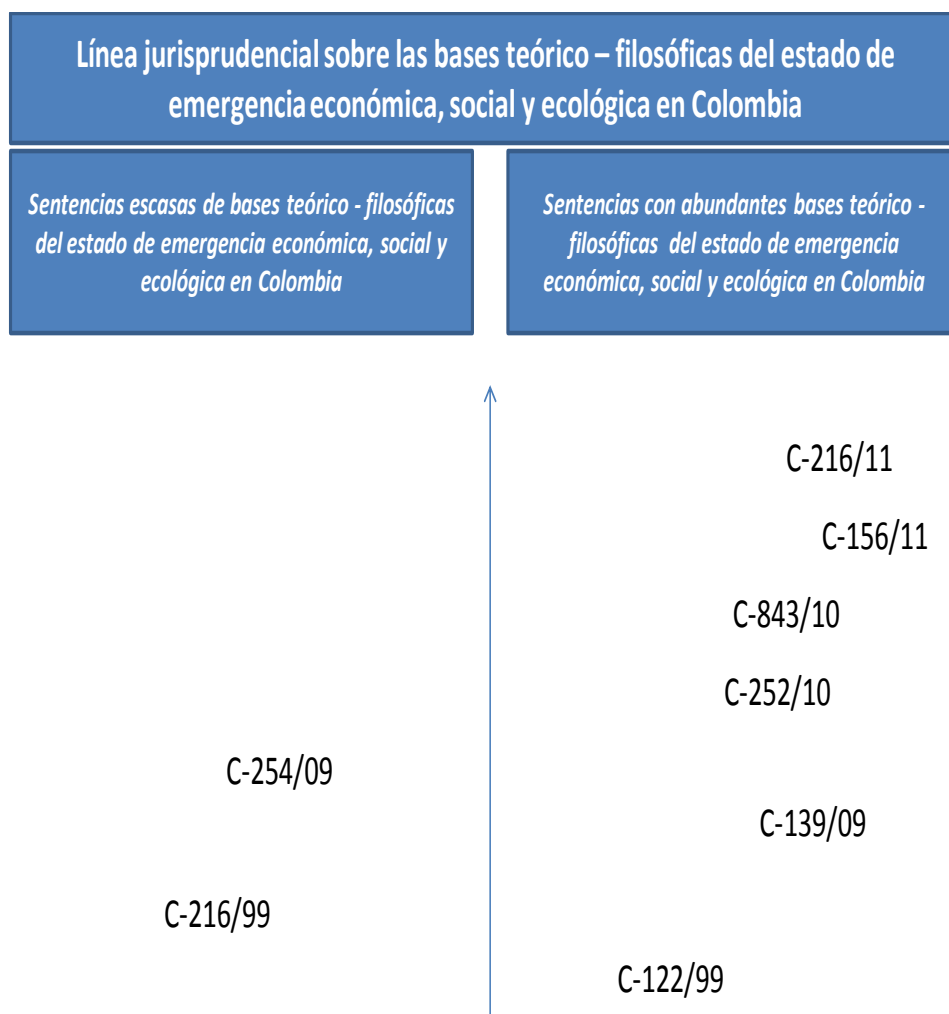 Línea jurisprudencial sobre las bases teórico – filosóficas del estado de
emergencia económica, social y ecológica en Colombia
Sentencias escasas de bases teórico - filosóficas
del estado de emergencia económica, social y
ecológica en Colombia
Sentencias con abundantes bases teórico -
filosóficas del estado de emergencia
económica, social y ecológica en Colombia
C-216/11
C-156/11
C-843/10
C-252/10
C-254/09
C-139/09
C-216/99
C-122/99